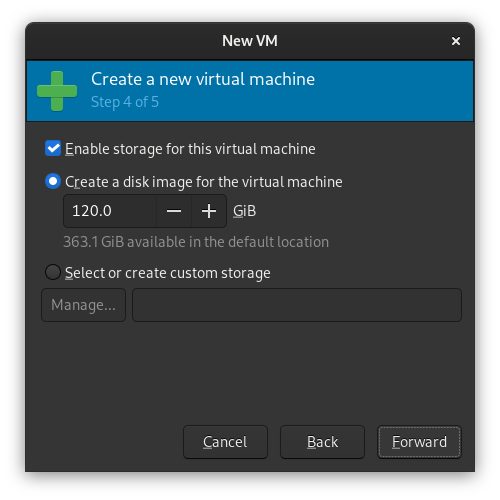 New VM
Create a new virtual machine
Step 4 of 5
Enable storage for this virtual machine
Create a disk image for the virtual machine
120.0 − + GiB
363.1 GiB available in the default location
Select or create custom storage
Manage...
Cancel Back Forward